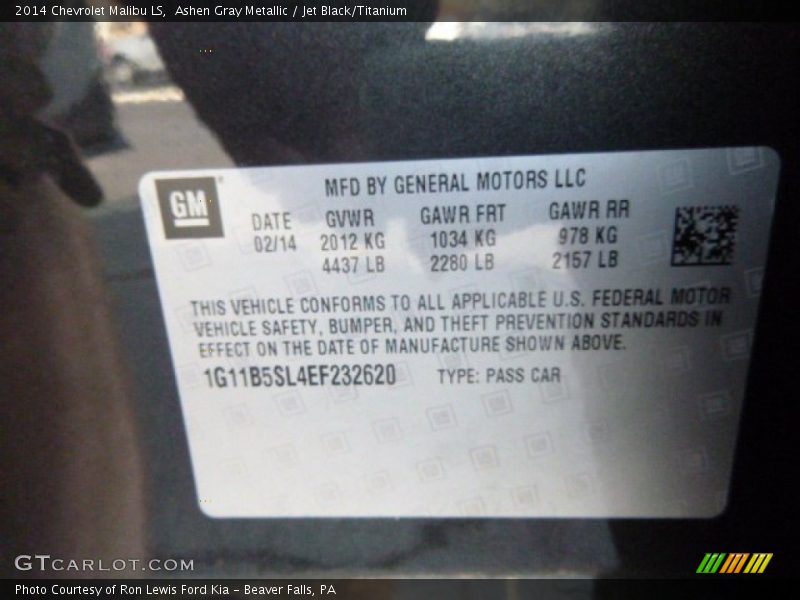 2014 Chevrolet Malibu LS,  Ashen Gray Metallic / Jet Black/Titanium
GM
MFD BY GENERAL MOTORS LLC
DATE GVWR GAWR FRT GAWR RR
02/14 2012 KG 1034 KG 978 KG
4437 LB 2280 LB 2157 LB
THIS VEHICLE CONFORMS TO ALL APPLICABLE U.S. FEDERAL MOTOR
VEHICLE SAFETY, BUMPER, AND THEFT PREVENTION STANDARDS IN
EFFECT ON THE DATE OF MANUFACTURE SHOWN ABOVE.
1G11B5SL4EF232620 TYPE: PASS CAR
GTCARLOT.COM
Photo Courtesy of Ron Lewis Ford Kia - Beaver Falls, PA